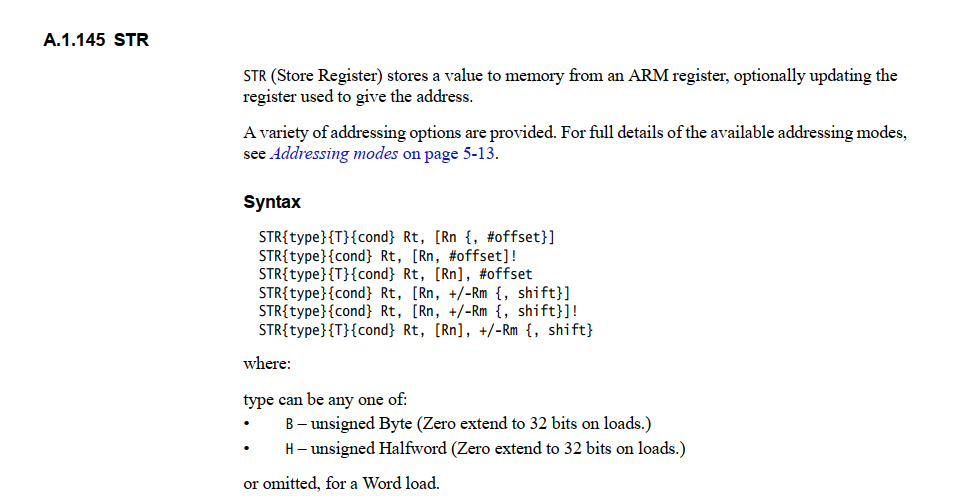 A.1.145 STR
STR (Store Register) stores a value to memory from an ARM register, optionally updating the
register used to give the address.
A variety of addressing options are provided. For full details of the available addressing modes,
see Addressing modes on page 5-13.
Syntax
STR{type}{T}{cond} Rt, [Rn {, #offset}]
STR{type}{cond} Rt, [Rn, #offset]!
STR{type}{T}{cond} Rt, [Rn], #offset
STR{type}{cond} Rt, [Rn, +/-Rm {, shift}]
STR{type}{cond} Rt, [Rn, +/-Rm {, shift}]!
STR{type}{T}{cond} Rt, [Rn], +/-Rm {, shift}
where:
type can be any one of:
• B – unsigned Byte (Zero extend to 32 bits on loads.)
• H – unsigned Halfword (Zero extend to 32 bits on loads.)
or omitted, for a Word load.